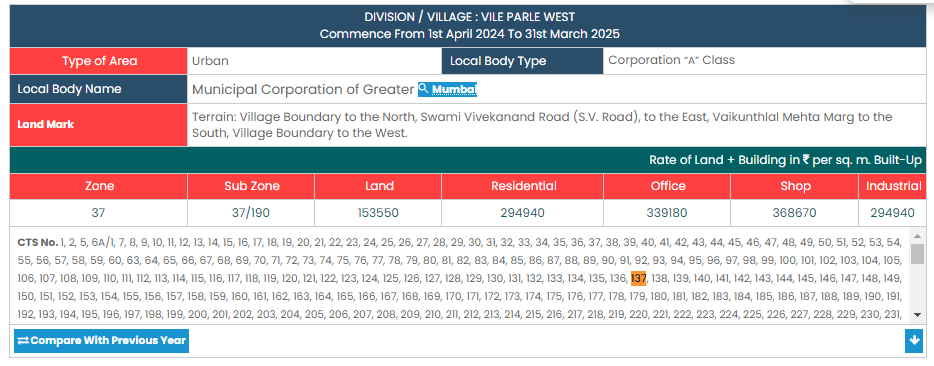 DIVISION / VILLAGE : VILE PARLE WEST
Commence From 1st April 2024 To 31st March 2025
Type of Area Urban Local Body Type Corporation “A” Class
Local Body Name Municipal Corporation of Greater Mumbai
Land Mark Terrain: Village Boundary to the North, Swami Vivekanand Road (S.V. Road), to the East, Vaikunthlal Mehta Marg to the
South, Village Boundary to the West.
Rate of Land + Building in ₹ per sq. m. Built-Up
Zone Sub Zone Land Residential Office Shop Industrial
37 37/190 153550 294940 339180 368670 294940
CTS No. 1, 2, 5, 6A/1, 7, 8, 9, 10, 11, 12, 13, 14, 15, 16, 17, 18, 19, 20, 21, 22, 23, 24, 25, 26, 27, 28, 29, 30, 31, 32, 33, 34, 35, 36, 37, 38, 39, 40, 41, 42, 43, 44, 45, 46, 47, 48, 49, 50, 51, 52, 53, 54,
55, 56, 57, 58, 59, 60, 63, 64, 65, 66, 67, 68, 69, 70, 71, 72, 73, 74, 75, 76, 77, 78, 79, 80, 81, 82, 83, 84, 85, 86, 87, 88, 89, 90, 91, 92, 93, 94, 95, 96, 97, 98, 99, 100, 101, 102, 103, 104, 105,
106, 107, 108, 109, 110, 111, 112, 113, 114, 115, 116, 117, 118, 119, 120, 121, 122, 123, 124, 125, 126, 127, 128, 129, 130, 131, 132, 133, 134, 135, 136, 137, 138, 139, 140, 141, 142, 143, 144, 145, 146, 147, 148, 149,
150, 151, 152, 153, 154, 155, 156, 157, 158, 159, 160, 161, 162, 163, 164, 165, 166, 167, 168, 169, 170, 171, 172, 173, 174, 175, 176, 177, 178, 179, 180, 181, 182, 183, 184, 185, 186, 187, 188, 189, 190, 191,
192, 193, 194, 195, 196, 197, 198, 199, 200, 201, 202, 203, 204, 205, 206, 207, 208, 209, 210, 211, 212, 213, 214, 215, 216, 217, 218, 219, 220, 221, 222, 223, 224, 225, 226, 227, 228, 229, 230, 231,
Compare With Previous Year